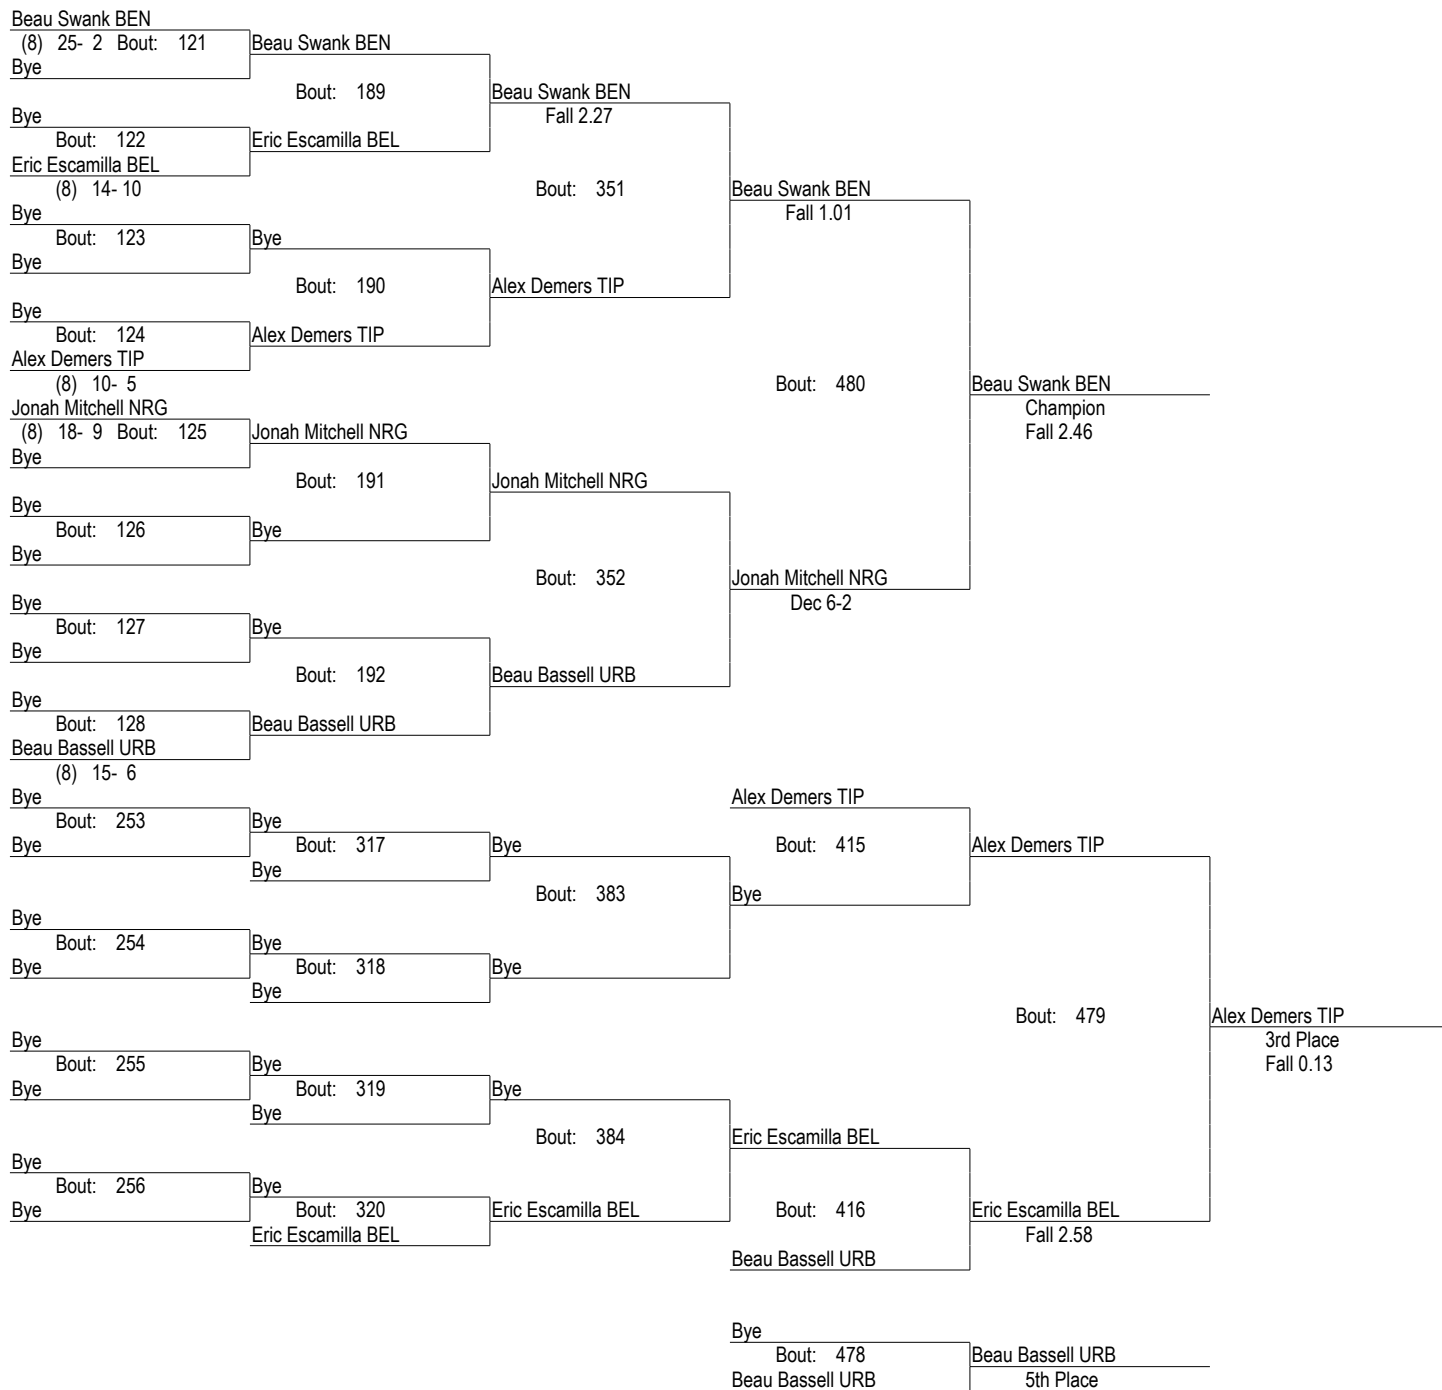 Beau Swank BEN
(8) 25- 2 Bout: 121 Beau Swank BEN
Bye
Bout: 189 Beau Swank BEN
Bye Fall 2.27
Bout: 122 Eric Escamilla BEL
Eric Escamilla BEL
(8) 14- 10 Bout: 351 Beau Swank BEN
Bye Fall 1.01
Bout: 123 Bye
Bye
Bout: 190 Alex Demers TIP
Bye
Bout: 124 Alex Demers TIP
Alex Demers TIP
(8) 10- 5 Bout: 480 Beau Swank BEN
Jonah Mitchell NRG Champion
(8) 18- 9 Bout: 125 Jonah Mitchell NRG Fall 2.46
Bye
Bout: 191 Jonah Mitchell NRG
Bye
Bout: 126 Bye
Bye
Bout: 352 Jonah Mitchell NRG
Bye Dec 6-2
Bout: 127 Bye
Bye
Bout: 192 Beau Bassell URB
Bye
Bout: 128 Beau Bassell URB
Beau Bassell URB
(8) 15- 6
Bye Alex Demers TIP
Bout: 253 Bye
Bye Bout: 317 Bye Bout: 415 Alex Demers TIP
Bye
Bout: 383 Bye
Bye
Bout: 254 Bye
Bye Bout: 318 Bye
Bye
Bout: 479 Alex Demers TIP
Bye 3rd Place
Bout: 255 Bye Fall 0.13
Bye Bout: 319 Bye
Bye
Bout: 384 Eric Escamilla BEL
Bye
Bout: 256 Bye
Bye Bout: 320 Eric Escamilla BEL Bout: 416 Eric Escamilla BEL
Eric Escamilla BEL Fall 2.58
Beau Bassell URB
Bye
Bout: 478 Beau Bassell URB
Beau Bassell URB 5th Place